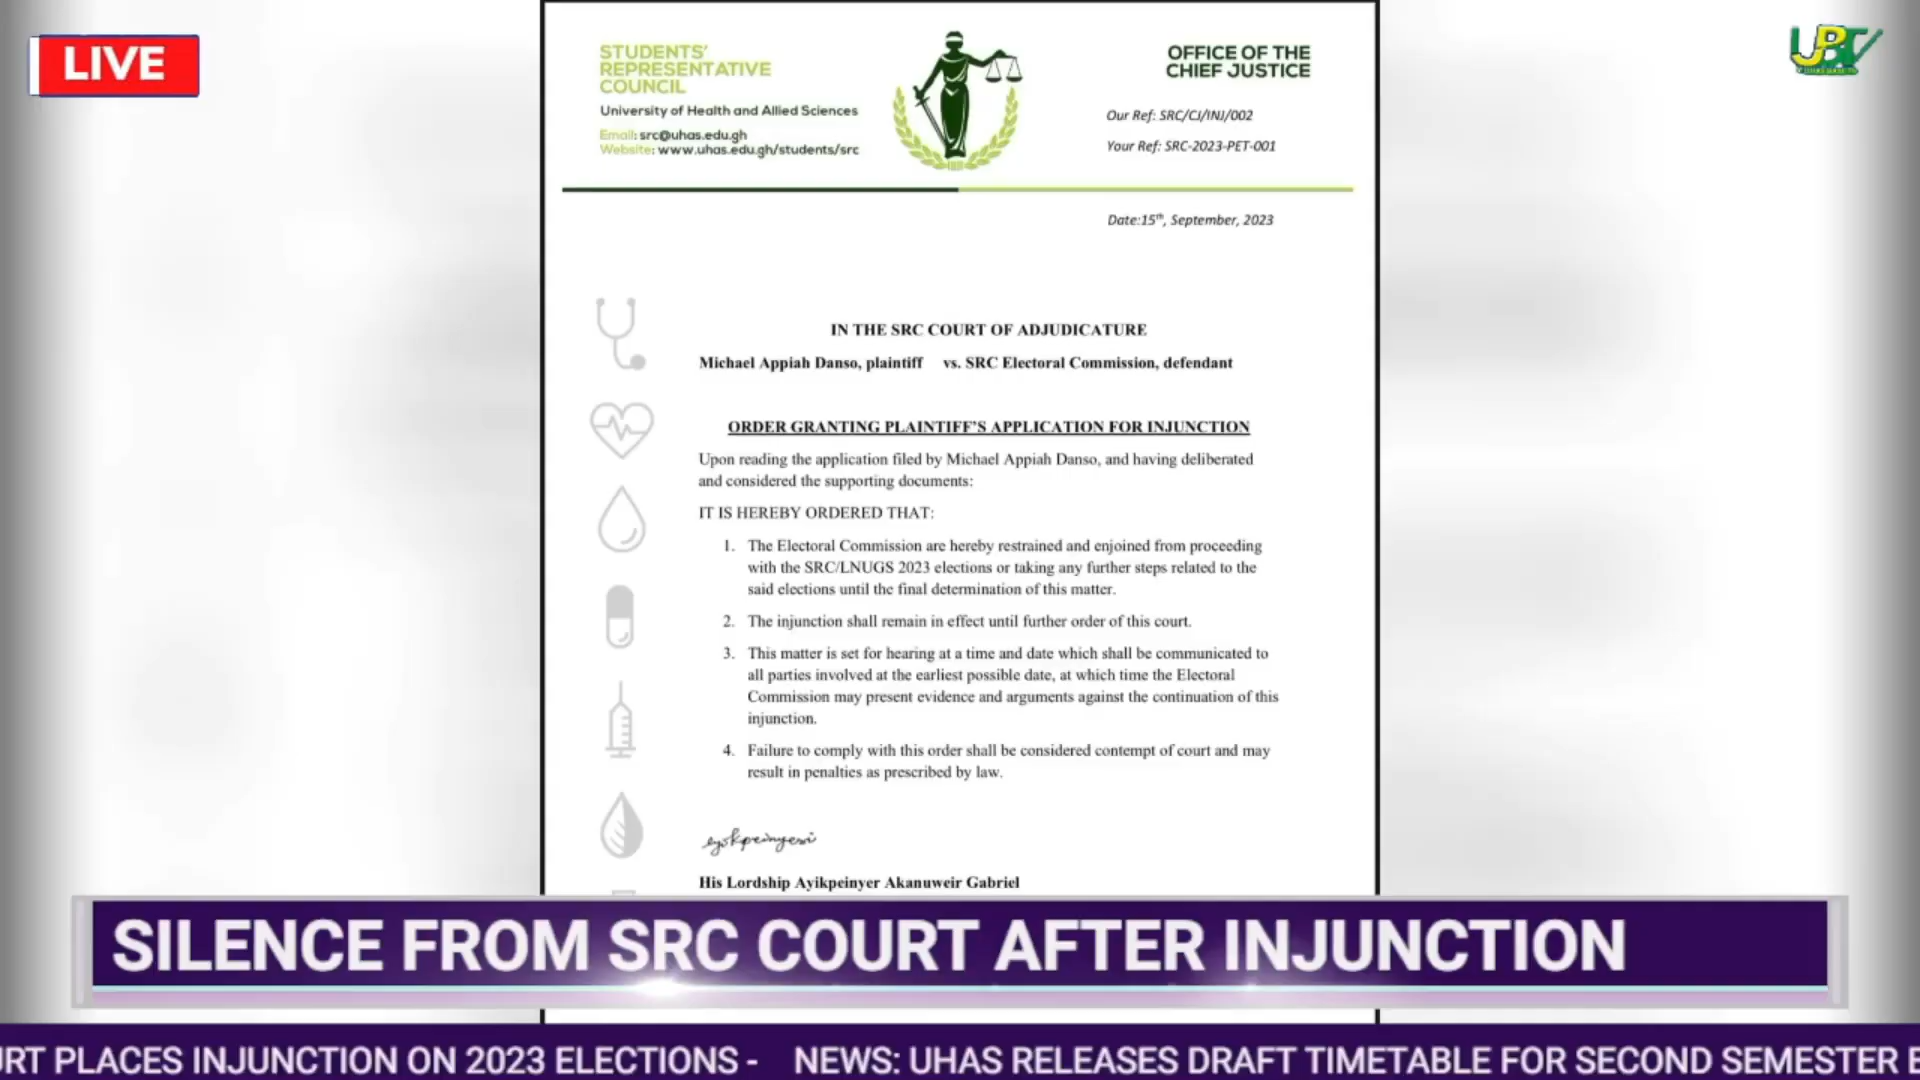 LIVE
STUDENTS'
REPRESENTATIVE
COUNCIL
University of Health and Allied Sciences
Email: src@uhas.edu.gh
Website: www.uhas.edu.gh/students/src
OFFICE OF THE
CHIEF JUSTICE
Our Ref: SRC/CJ/INJ/002
Your Ref: SRC-2023-PET-001
Date:15th, September, 2023
IN THE SRC COURT OF ADJUDICATURE
Michael Appiah Danso, plaintiff vs. SRC Electoral Commission, defendant
ORDER GRANTING PLAINTIFF'S APPLICATION FOR INJUNCTION
Upon reading the application filed by Michael Appiah Danso, and having deliberated
and considered the supporting documents:
IT IS HEREBY ORDERED THAT:
1. The Electoral Commission are hereby restrained and enjoined from proceeding
with the SRC/LNUGS 2023 elections or taking any further steps related to the
said elections until the final determination of this matter.
2. The injunction shall remain in effect until further order of this court.
3. This matter is set for hearing at a time and date which shall be communicated to
all parties involved at the earliest possible date, at which time the Electoral
Commission may present evidence and arguments against the continuation of this
injunction.
4. Failure to comply with this order shall be considered contempt of court and may
result in penalties as prescribed by law.
His Lordship Ayikpeinyer Akanuweir Gabriel
SILENCE FROM SRC COURT AFTER INJUNCTION
URT PLACES INJUNCTION ON 2023 ELECTIONS - NEWS: UHAS RELEASES DRAFT TIMETABLE FOR SECOND SEMESTER E